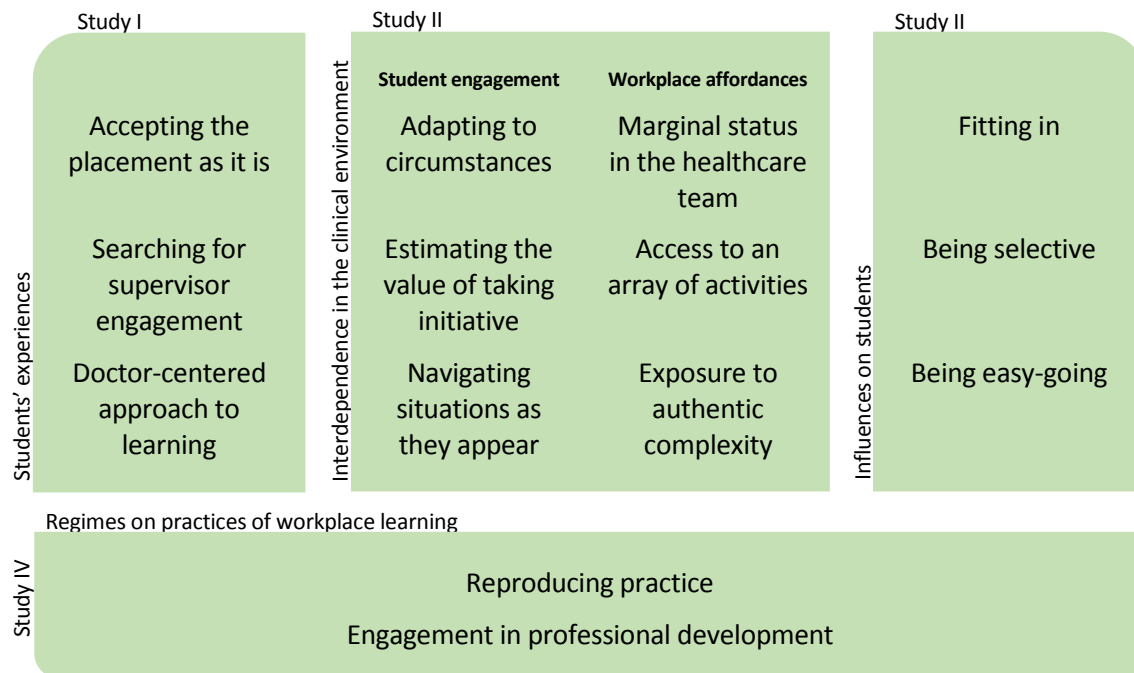 Study I
Students' experiences
Accepting the
placement as it is
Searching for
supervisor
engagement
Doctor-centered
approach to
learning
Study II
Interdependence in the clinical environment
Student engagement
Adapting to
circumstances
Estimating the
value of taking
initiative
Navigating
situations as
they appear
Workplace affordances
Marginal status
in the healthcare
team
Access to an
array of activities
Exposure to
authentic
complexity
Study II
Influences on students
Fitting in
Being selective
Being easy-going
Regimes on practices of workplace learning
Study IV
Reproducing practice
Engagement in professional development